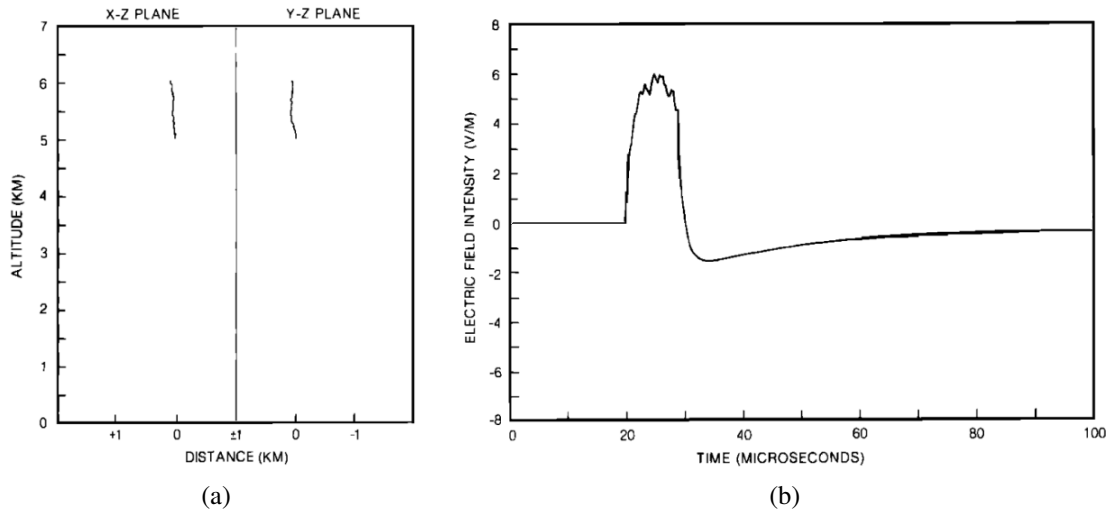 X-Z PLANE Y-Z PLANE
7
6
5
4
3
2
1
0
ALTITUDE (KM)
+1 0 ±1 0 -1
DISTANCE (KM)
(a)
8
6
4
2
0
-2
-4
-6
-8
ELECTRIC FIELD INTENSITY (V/M)
0 20 40 60 80 100
TIME (MICROSECONDS)
(b)